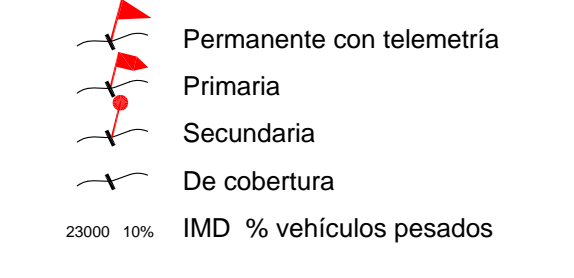 Permanente con telemetría
Primaria
Secundaria
De cobertura
23000 10% IMD % vehículos pesados